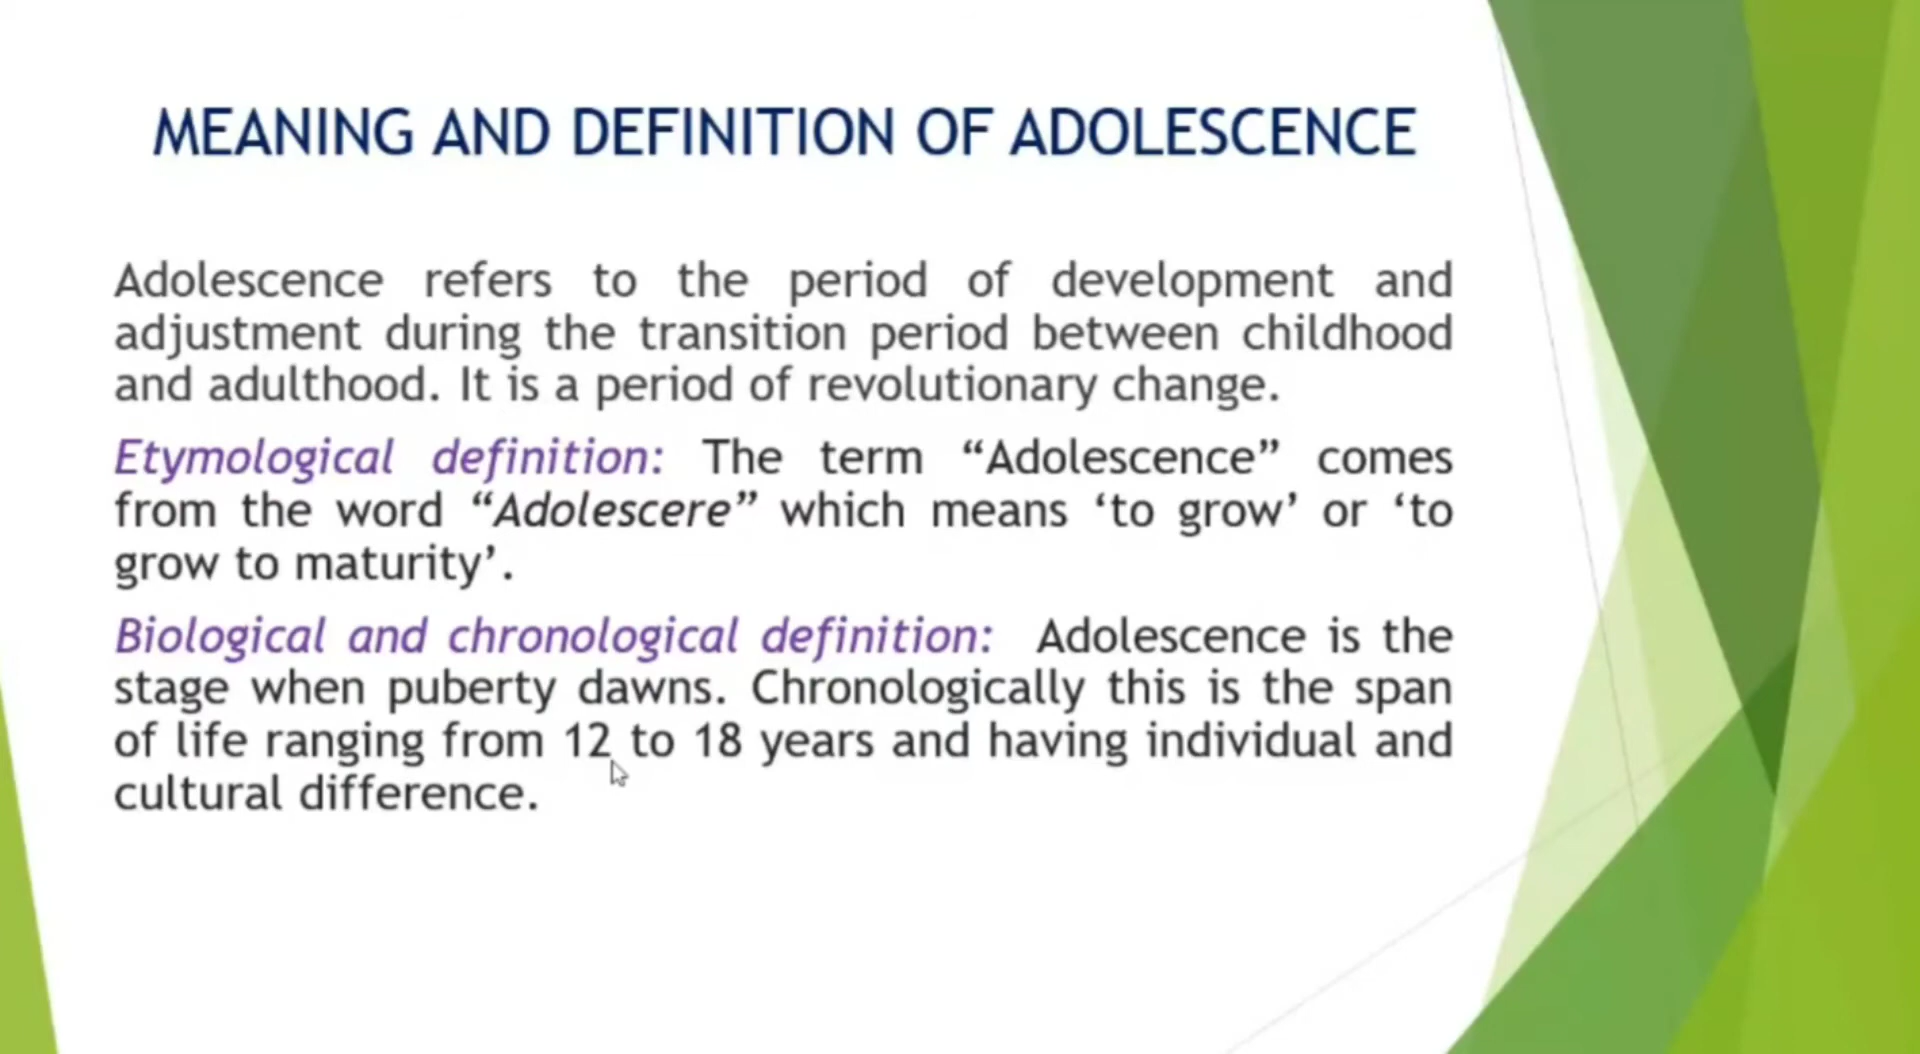 MEANING AND DEFINITION OF ADOLESCENCE
Adolescence refers to the period of development and
adjustment during the transition period between childhood
and adulthood. It is a period of revolutionary change.
Etymological definition: The term “Adolescence” comes
from the word “Adolescere” which means ‘to grow’ or ‘to
grow to maturity’.
Biological and chronological definition: Adolescence is the
stage when puberty dawns. Chronologically this is the span
of life ranging from 12 to 18 years and having individual and
cultural difference.